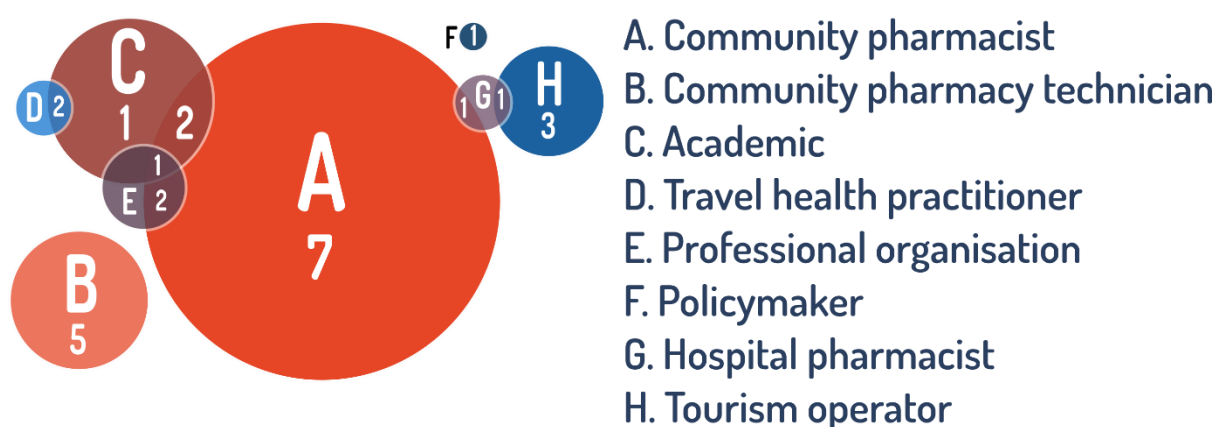 C
1
2
D 2
1
E 2
B
5
A
7
F 1
1 G 1
H
3
A. Community pharmacist
B. Community pharmacy technician
C. Academic
D. Travel health practitioner
E. Professional organisation
F. Policymaker
G. Hospital pharmacist
H. Tourism operator